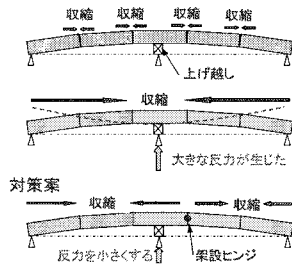 収縮 収縮 収縮 収縮
上げ越し
収縮
大きな反力が生じた
対策案
収縮 収縮
反力を小さくする
架設ヒンジ